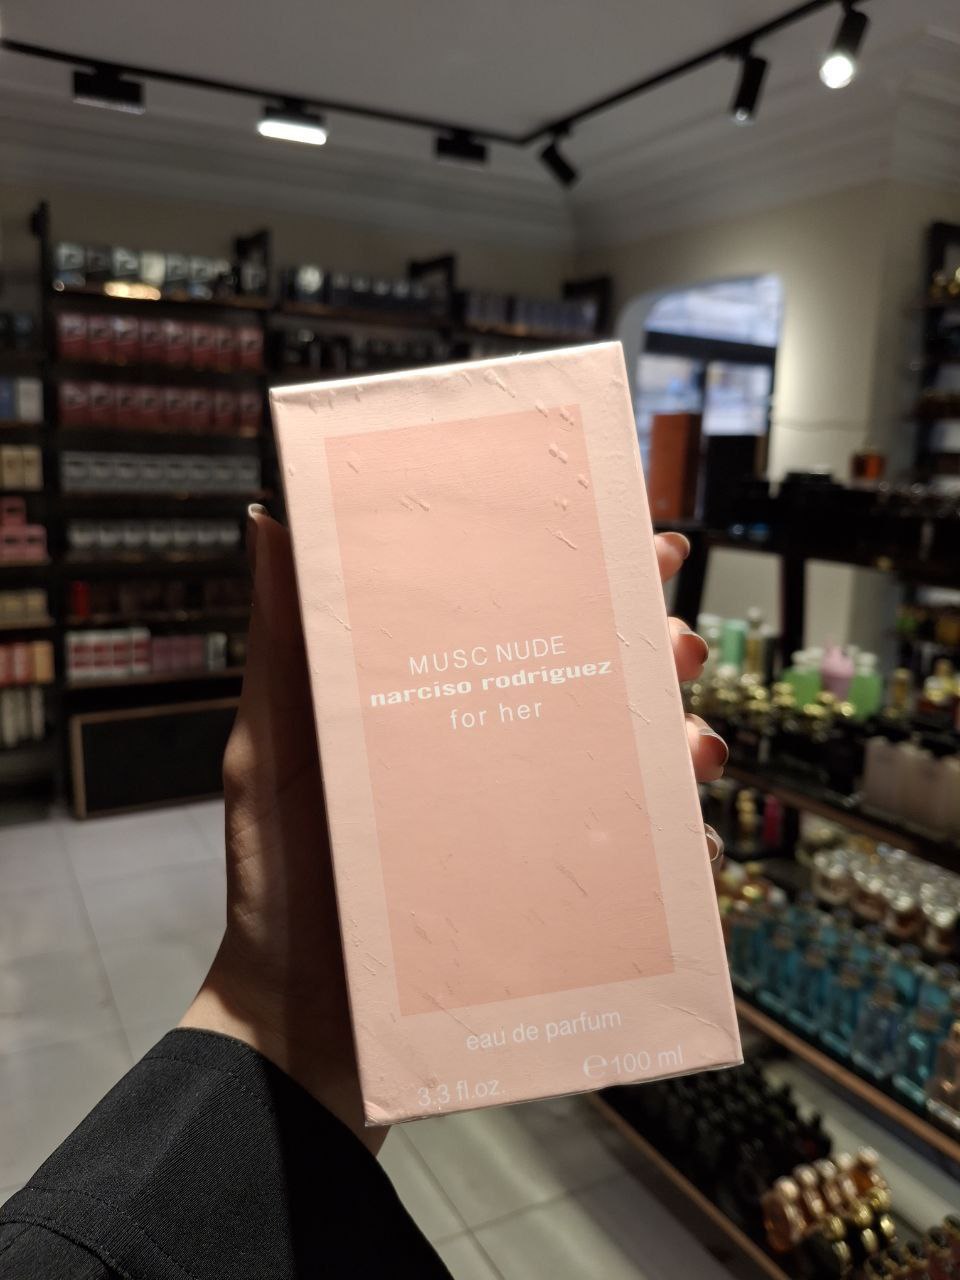 MUSC NUDE
narciso rodriguez
for her
eau de parfum
3.3 fl.oz. ℮ 100 ml